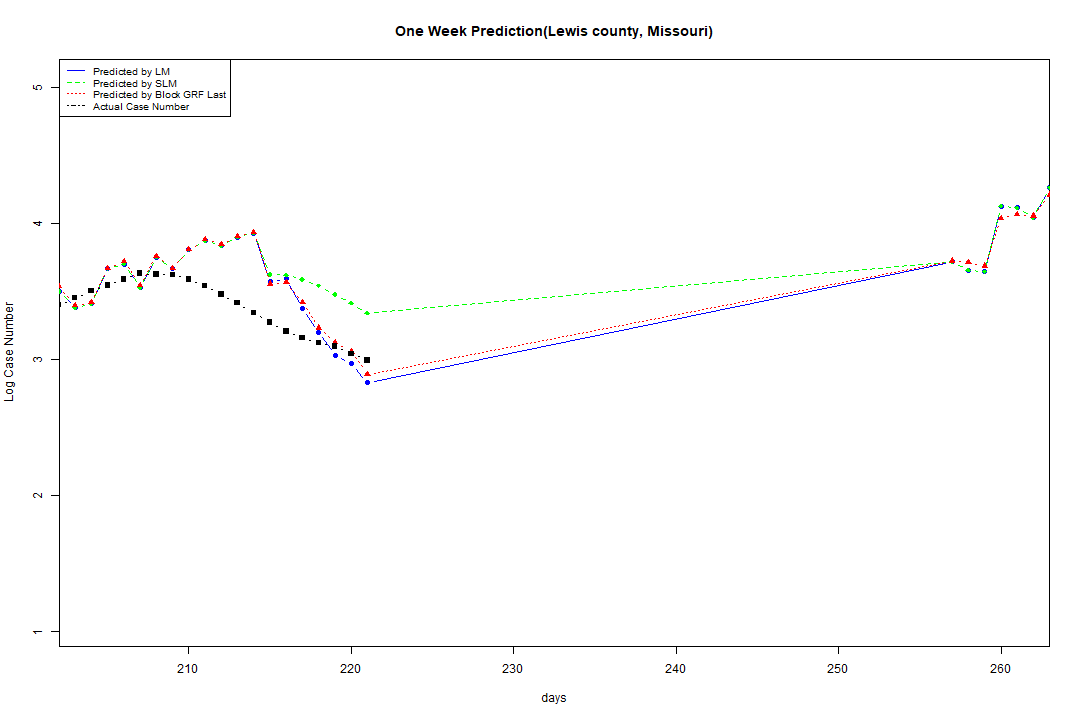 One Week Prediction(Lewis county, Missouri)
Predicted by LM
Predicted by SLM
Predicted by Block GRF Last
Actual Case Number
5
4
3
2
1
Log Case Number
210
220
230
240
250
260
days